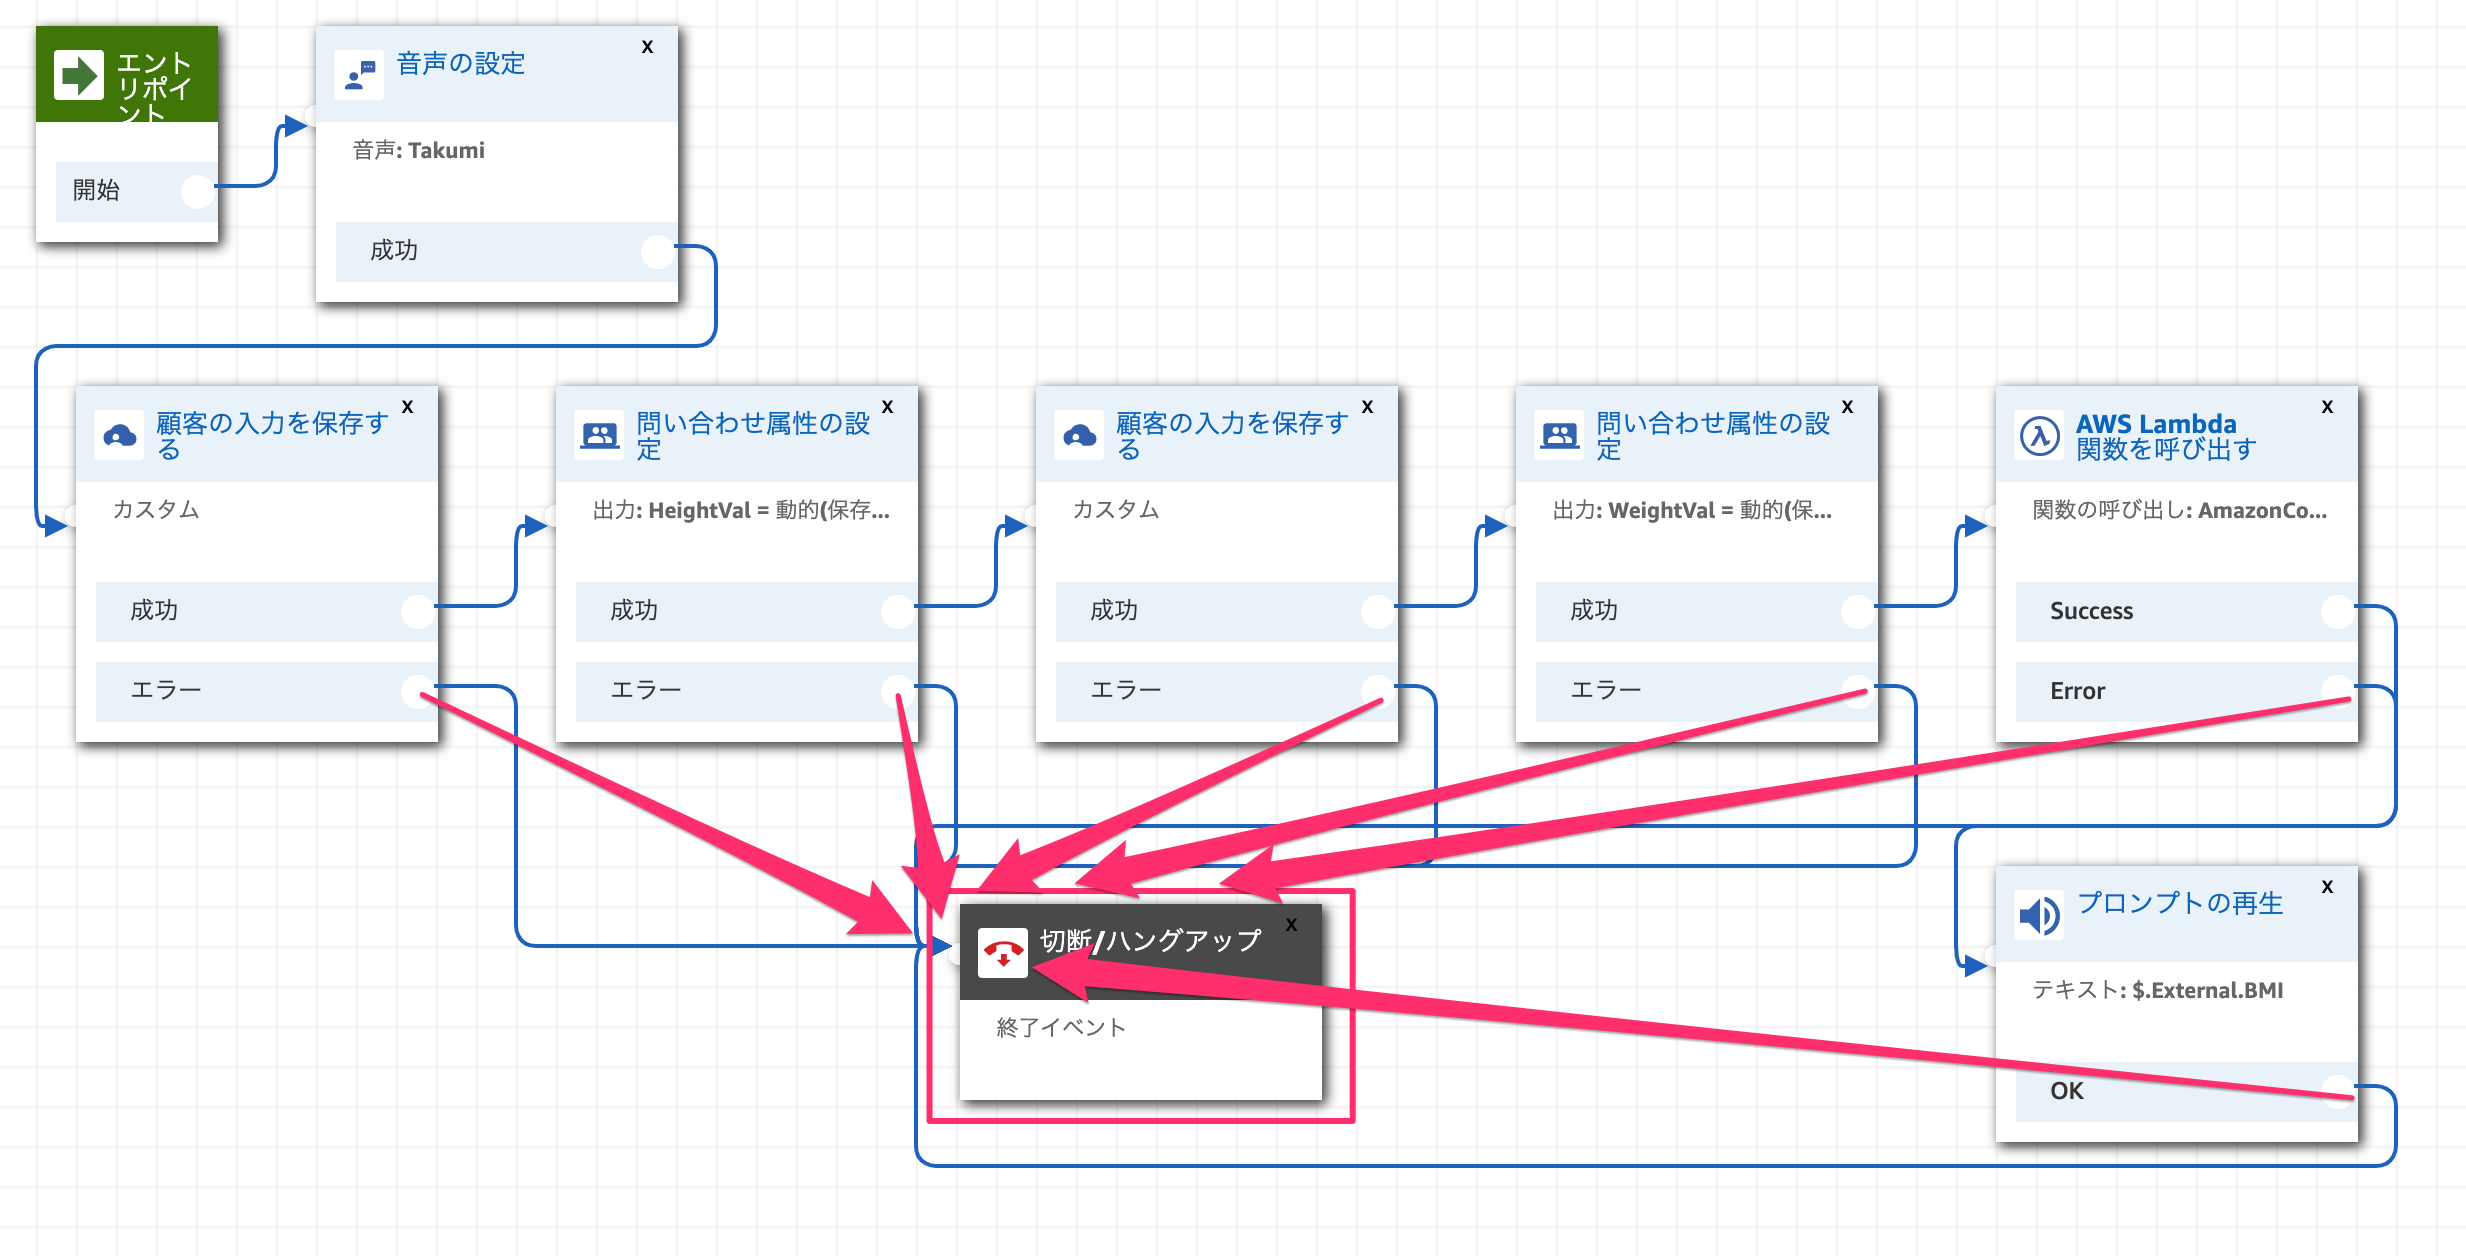 エント
リポイ
ント
開始
音声の設定
X
音声: Takumi
成功
顧客の入力を保存す
る
X
カスタム
成功
エラー
問い合わせ属性の設
定
X
出力: HeightVal = 動的(保存...
成功
エラー
顧客の入力を保存す
る
X
カスタム
成功
エラー
問い合わせ属性の設
定
X
出力: WeightVal = 動的(保...
成功
エラー
AWS Lambda
関数を呼び出す
X
関数の呼び出し: AmazonCo...
Success
Error
切断/ハングアップ
X
終了イベント
プロンプトの再生
X
テキスト: $.External.BMI
OK